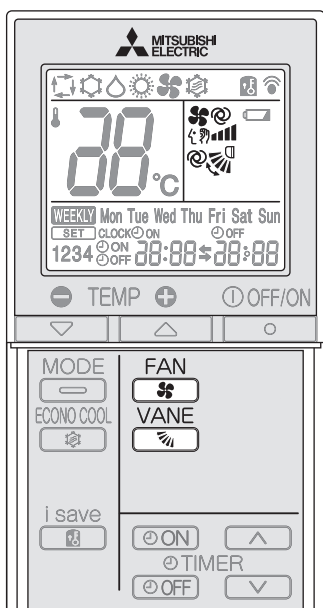 MITSUBISHI
ELECTRIC
°C
WEEKLY Mon Tue Wed Thu Fri Sat Sun
SET CLOCK ON OFF
1234 ON OFF 88:88 88:88
TEMP OFF/ON
MODE FAN
ECONO COOL VANE
i save
ON
TIMER
OFF